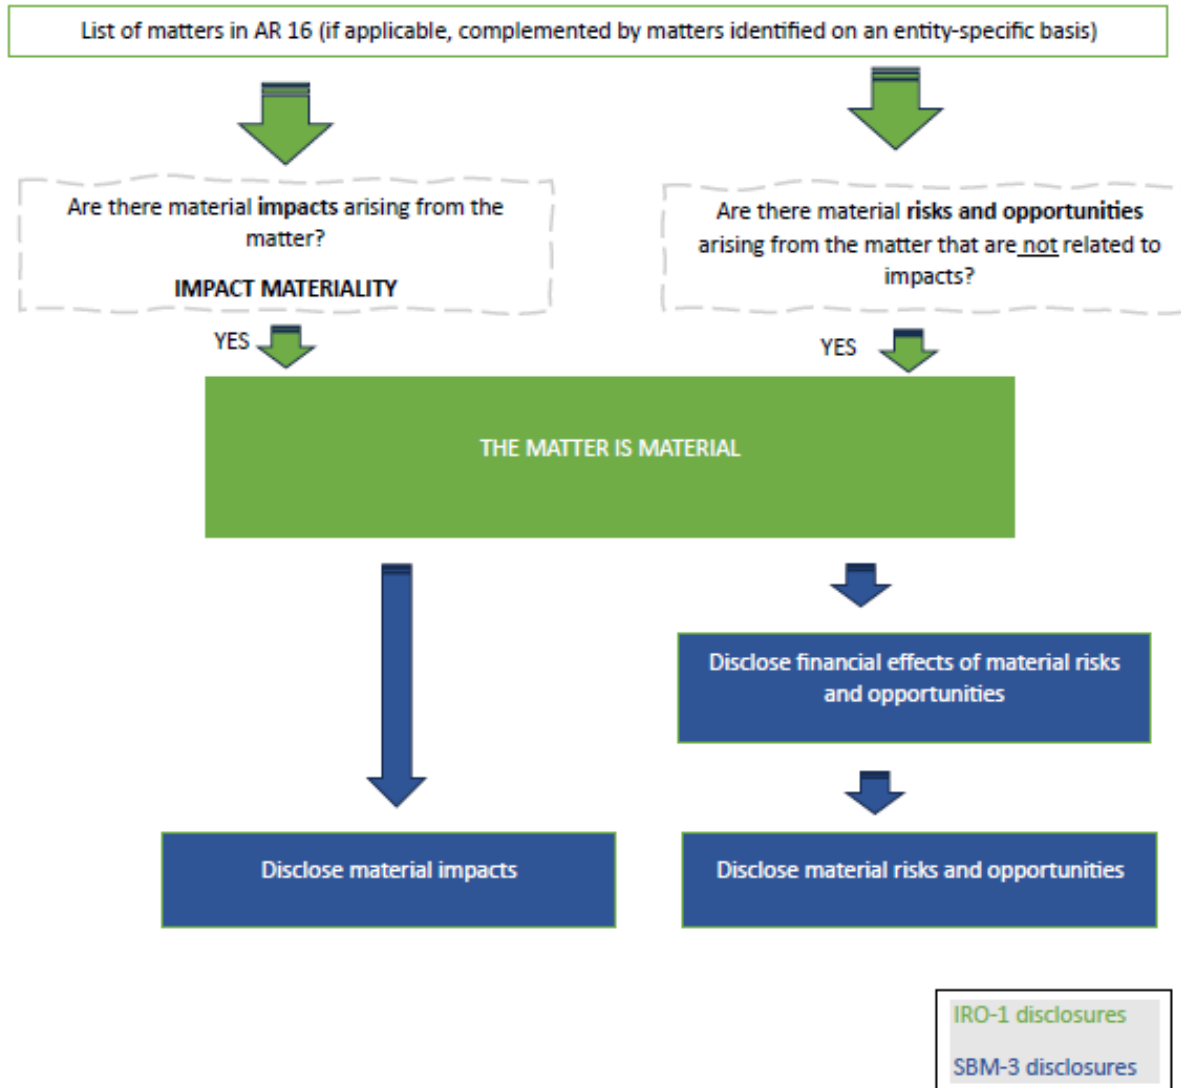 List of matters in AR 16 (if applicable, complemented by matters identified on an entity-specific basis)
Are there material impacts arising from the
matter?
IMPACT MATERIALITY
Are there material risks and opportunities
arising from the matter that are not related to
impacts?
YES
YES
THE MATTER IS MATERIAL
Disclose financial effects of material risks
and opportunities
Disclose material impacts
Disclose material risks and opportunities
IRO-1 disclosures
SBM-3 disclosures